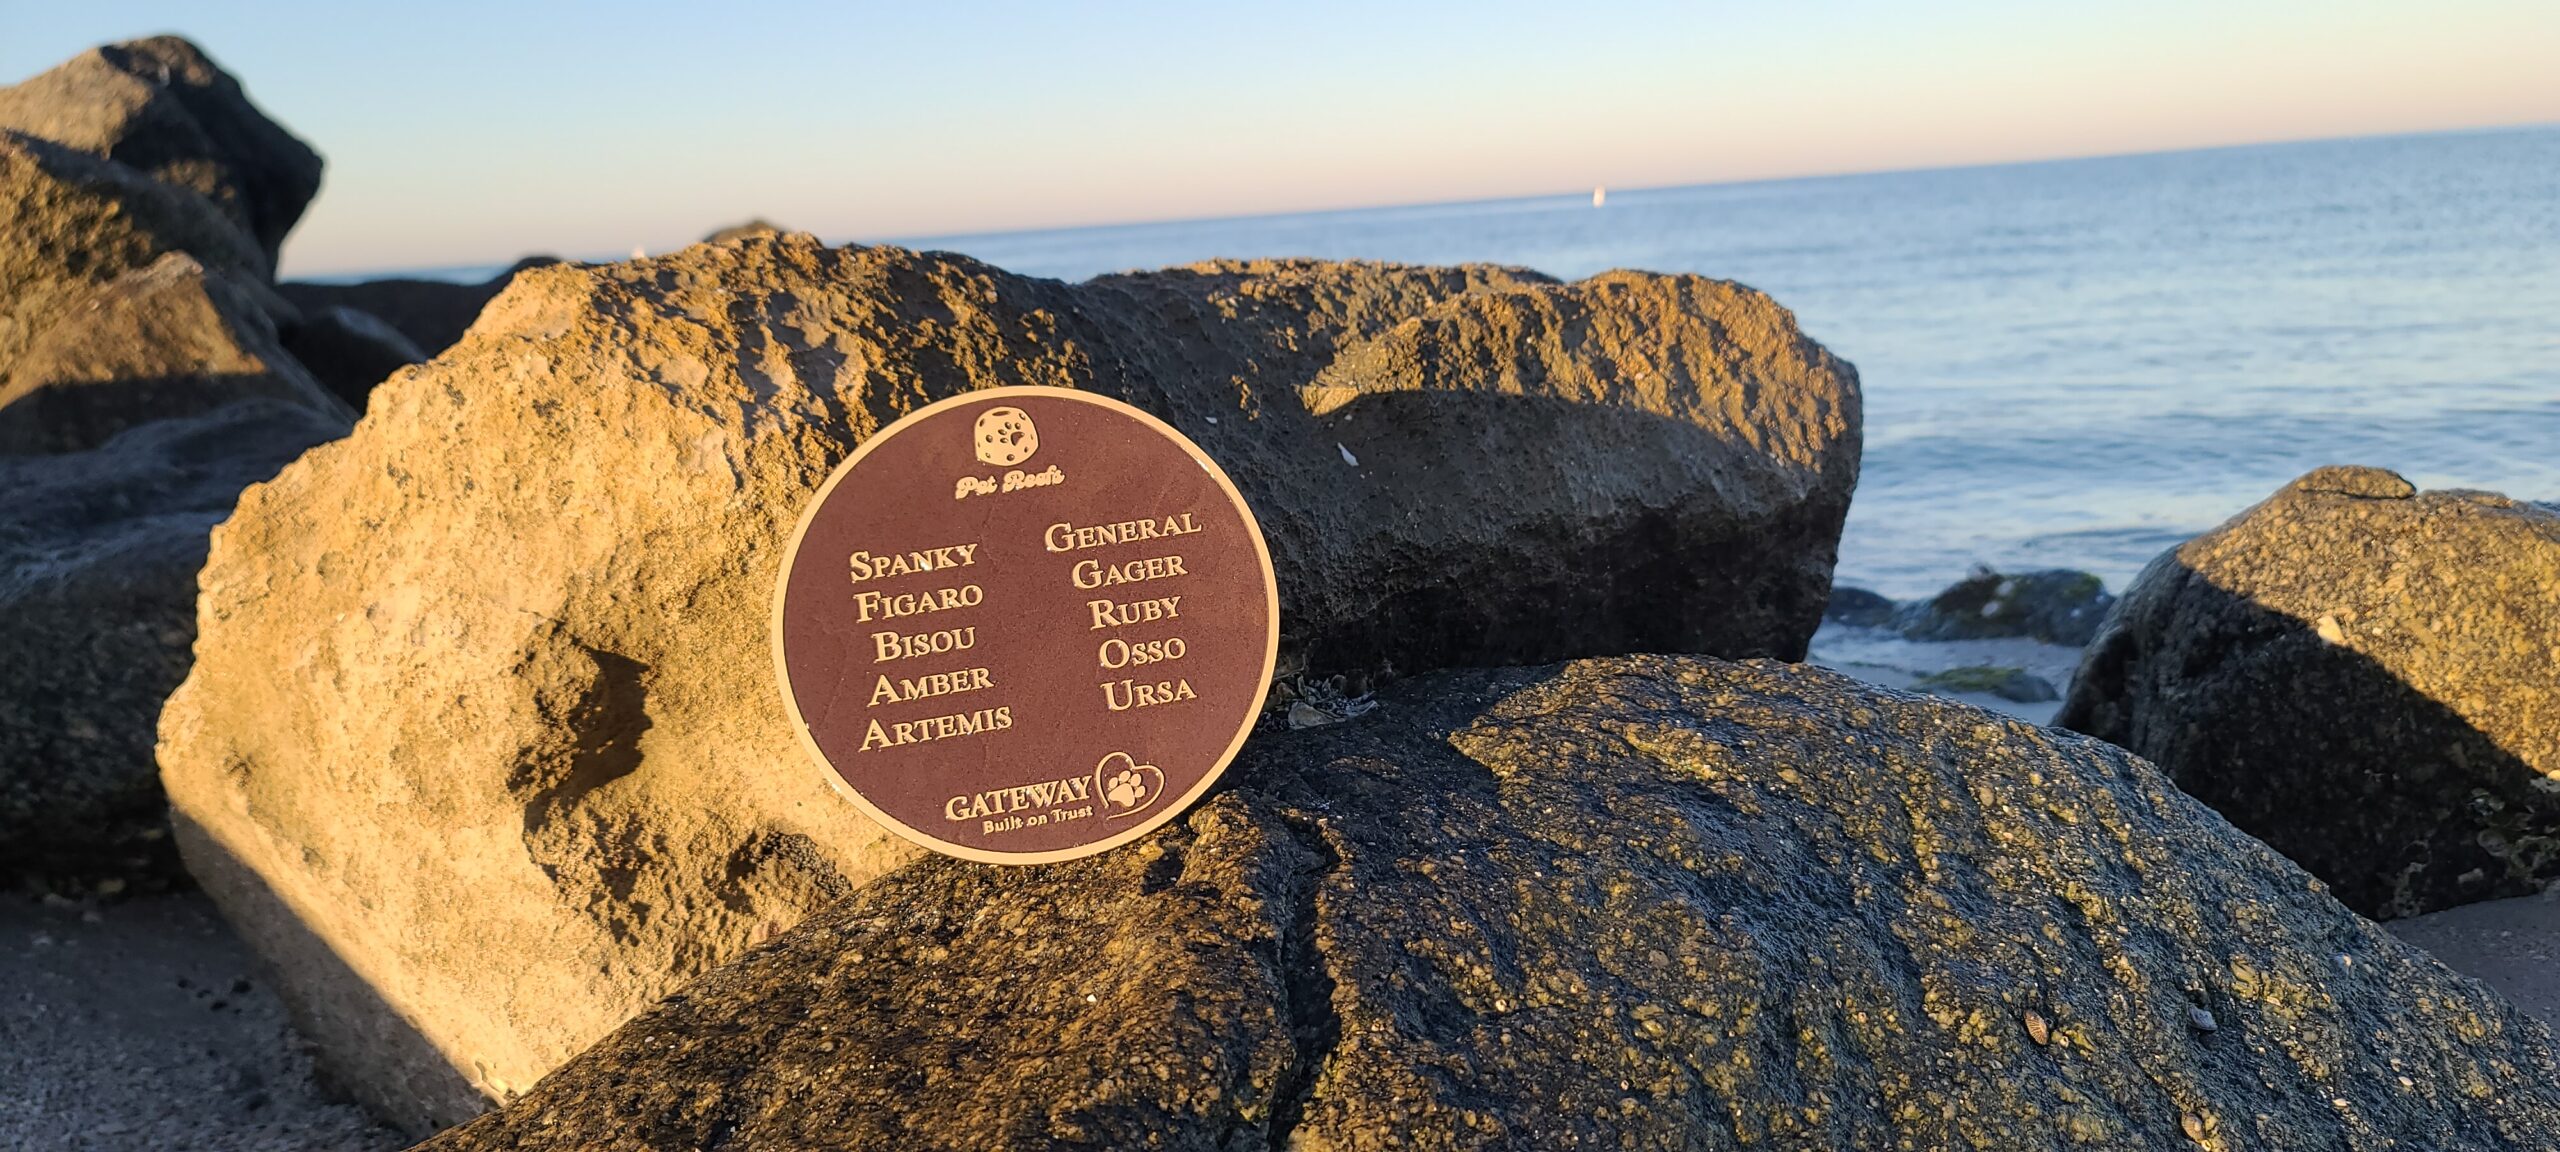 Pet Reefs
SPANKY
FIGARO
BISOU
AMBER
ARTEMIS
GENERAL
GAGER
RUBY
OSSO
URSA
GATEWAY
Built on Trust